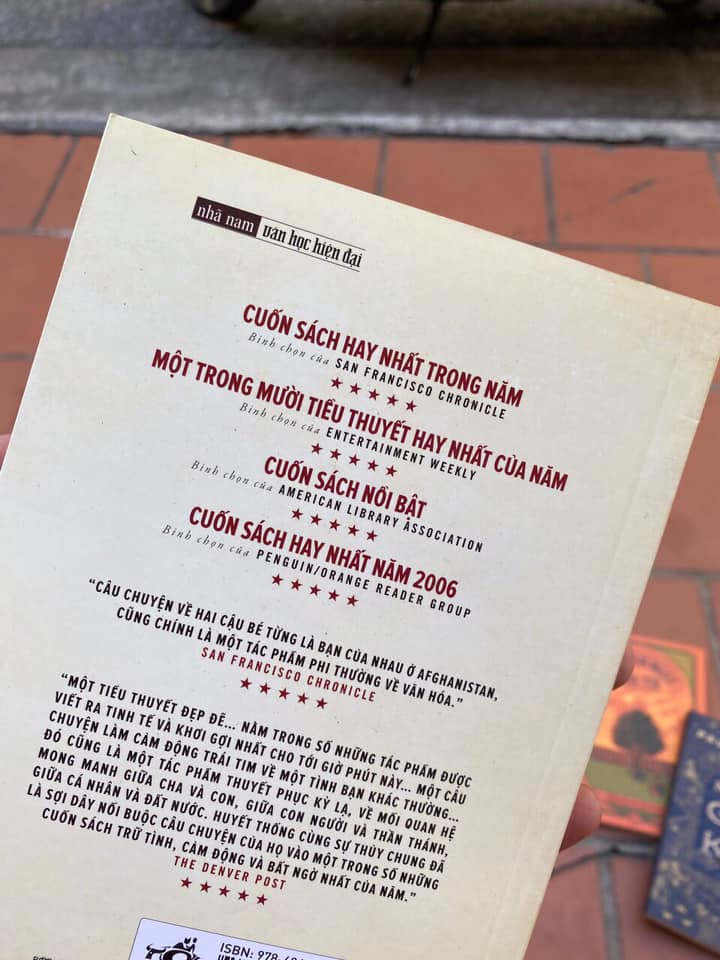 nhã nam văn học hiện đại
CUỐN SÁCH HAY NHẤT TRONG NĂM
Bình chọn của SAN FRANCISCO CHRONICLE
MỘT TRONG MƯỜI TIỂU THUYẾT HAY NHẤT CỦA NĂM
Bình chọn của ENTERTAINMENT WEEKLY
CUỐN SÁCH NỔI BẬT
Bình chọn của AMERICAN LIBRARY ASSOCIATION
CUỐN SÁCH HAY NHẤT NĂM 2006
Bình chọn của PENGUIN/ORANGE READER GROUP
“CÂU CHUYỆN VỀ HAI CẬU BÉ TỪNG LÀ BẠN CỦA NHAU Ở AFGHANISTAN,
CŨNG CHÍNH LÀ MỘT TÁC PHẨM PHI THƯỜNG VỀ VĂN HÓA.”
SAN FRANCISCO CHRONICLE
“MỘT TIỂU THUYẾT ĐẸP ĐẼ... NẰM TRONG SỐ NHỮNG TÁC PHẨM ĐƯỢC
VIẾT RA TINH TẾ VÀ KHƠI GỢI NHẤT CHO TỚI GIỜ PHÚT NÀY... MỘT CÂU
CHUYỆN LÀM CẢM ĐỘNG TRÁI TIM VỀ MỘT TÌNH BẠN KHÁC THƯỜNG...
ĐÓ CŨNG LÀ MỘT TÁC PHẨM THUYẾT PHỤC KỲ LẠ, VỀ MỐI QUAN HỆ
MONG MANH GIỮA CHA VÀ CON, GIỮA CON NGƯỜI VÀ THẦN THÁNH,
GIỮA CÁ NHÂN VÀ ĐẤT NƯỚC. HUYẾT THỐNG CÙNG SỰ THỦY CHUNG ĐÃ
LÀ SỢI DÂY NỐI BUỘC CÂU CHUYỆN CỦA HỌ VÀO MỘT TRONG SỐ NHỮNG
CUỐN SÁCH TRỮ TÌNH, CẢM ĐỘNG VÀ BẤT NGỜ NHẤT CỦA NĂM.”
THE DENVER POST
ISBN: 978-604